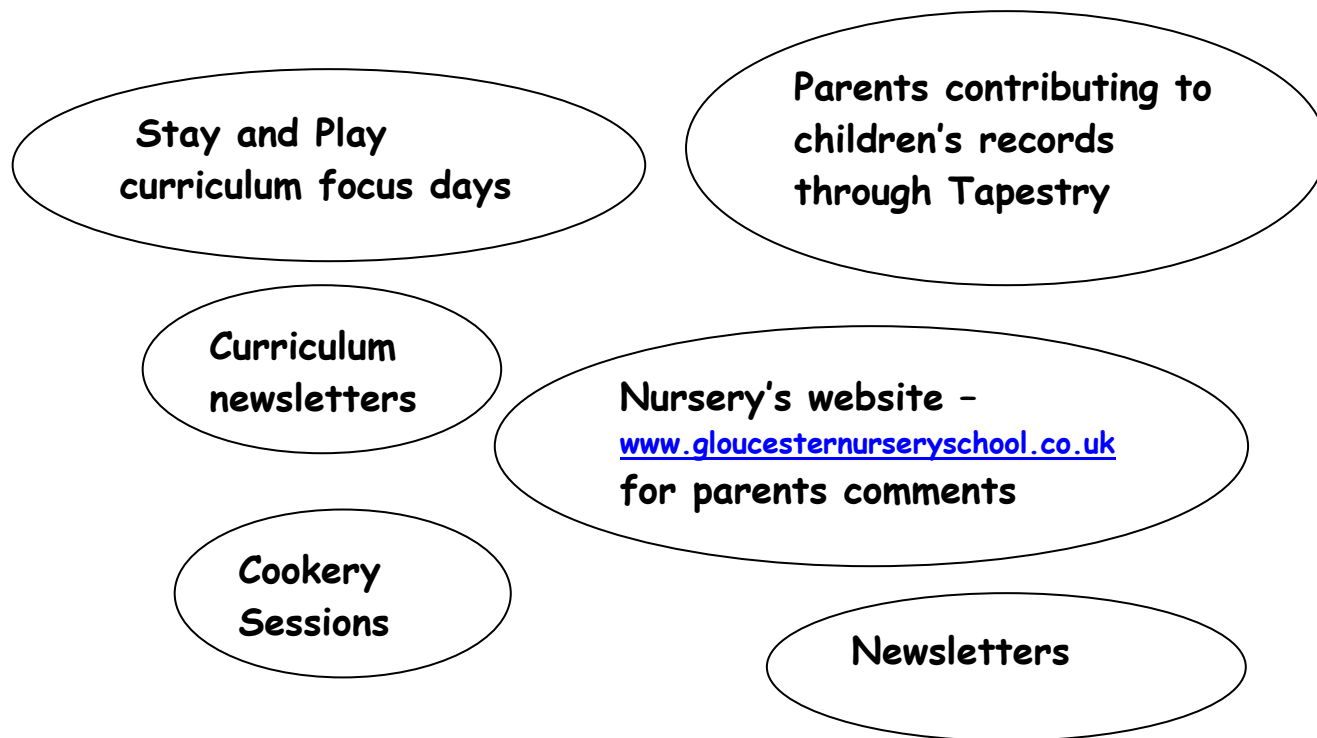 Stay and Play
curriculum focus days
Parents contributing to
children's records
through Tapestry
Curriculum
newsletters
Nursery's website –
www.gloucesternurseryschool.co.uk
for parents comments
Cookery
Sessions
Newsletters